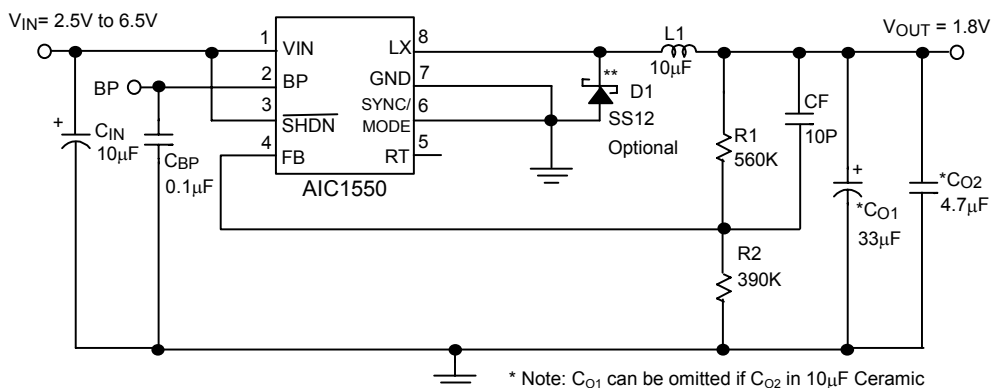 VIN= 2.5V to 6.5V
VOUT = 1.8V
1 VIN LX 8
2 BP GND 7
3 SHDN SYNC/MODE 6
4 FB RT 5
AIC1550
BP
+
CIN
10μF
CBP
0.1μF
L1
10μF
**
D1
SS12
Optional
R1
560K
CF
10P
R2
390K
+
*CO1
33μF
*CO2
4.7μF
* Note: CO1 can be omitted if CO2 in 10μF Ceramic